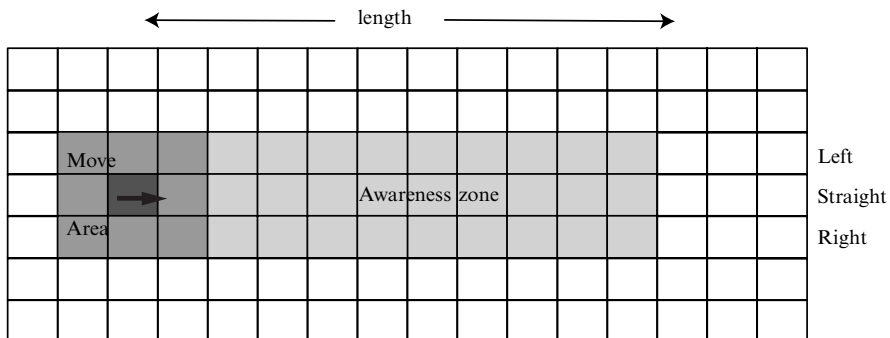 length
Move
Left
Awareness zone
Straight
Area
Right